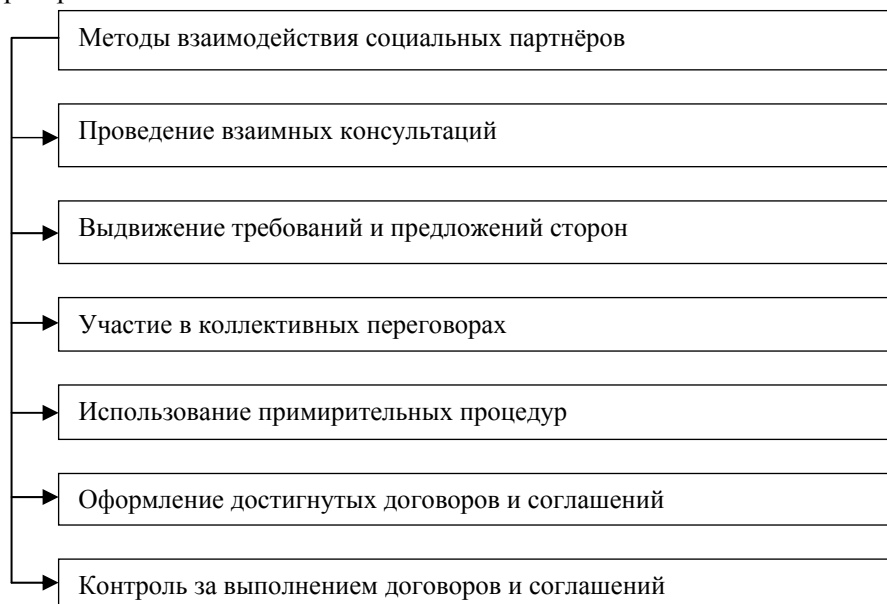 Методы взаимодействия социальных партнёров
Проведение взаимных консультаций
Выдвижение требований и предложений сторон
Участие в коллективных переговорах
Использование примирительных процедур
Оформление достигнутых договоров и соглашений
Контроль за выполнением договоров и соглашений